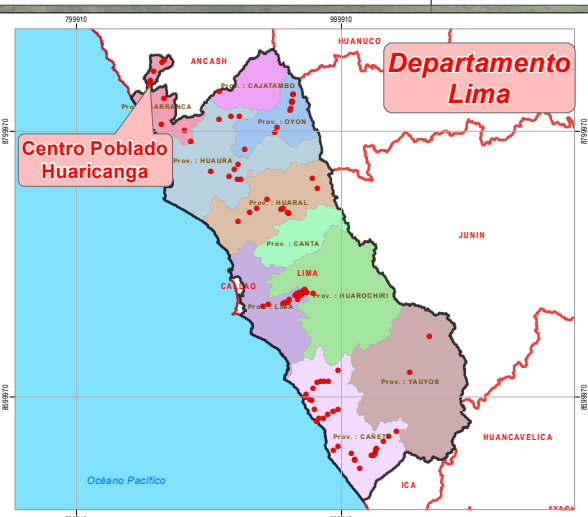 799910
999910
HUANUCO
ANCASH
Departamento
Lima
Prov. : CAJATAMBO
Prov. : OYON
8799970
8799970
Centro Poblado
Huaricanga
Prov. : HUAURA
Prov. : HUARAL
JUNIN
Prov. : CANTA
LIMA
CALLAO
Prov. : HUAROCHIRI
Prov. : LIMA
Prov. : YAUYOS
8599970
8599970
Prov. : CAÑETE
HUANCAVELICA
Océano Pacífico
ICA